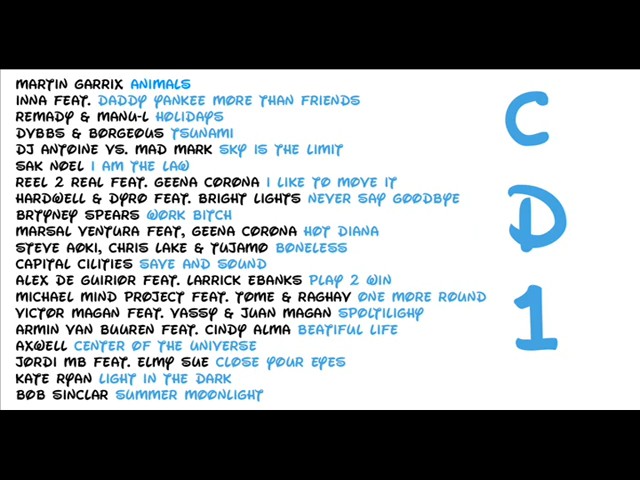 MARTIN GARRIX ANIMALS
INNA FEAT. DADDY YANKEE MORE THAN FRIENDS
REMADY & MANU-L HOLIDAYS
DVBBS & BORGEOUS TSUNAMI
DJ ANTOINE VS. MAD MARK SKY IS THE LIMIT
SAK NOEL I AM THE LAW
REEL 2 REAL FEAT. GEENA CORONA I LIKE TO MOVE IT
HARDWELL & DYRO FEAT. BRIGHT LIGHTS NEVER SAY GOODBYE
BRTYNEY SPEARS WORK BITCH
MARSAL VENTURA FEAT, GEENA CORONA HOT DIANA
STEVE AOKI, CHRIS LAKE & TUJAMO BONELESS
CAPITAL CILITIES SAVE AND SOUND
ALEX DE GUIRIOR FEAT. LARRICK EBANKS PLAY 2 WIN
MICHAEL MIND PROJECT FEAT. TOME & RAGHAV ONE MORE ROUND
VICTOR MAGAN FEAT. VASSY & JUAN MAGAN SPOLTILIGHY
ARMIN VAN BUUREN FEAT. CINDY ALMA BEATIFUL LIFE
AXWELL CENTER OF THE UNIVERSE
JORDI MB FEAT. ELMY SUE CLOSE YOUR EYES
KATE RYAN LIGHT IN THE DARK
BOB SINCLAR SUMMER MOONLIGHT
C
D
1